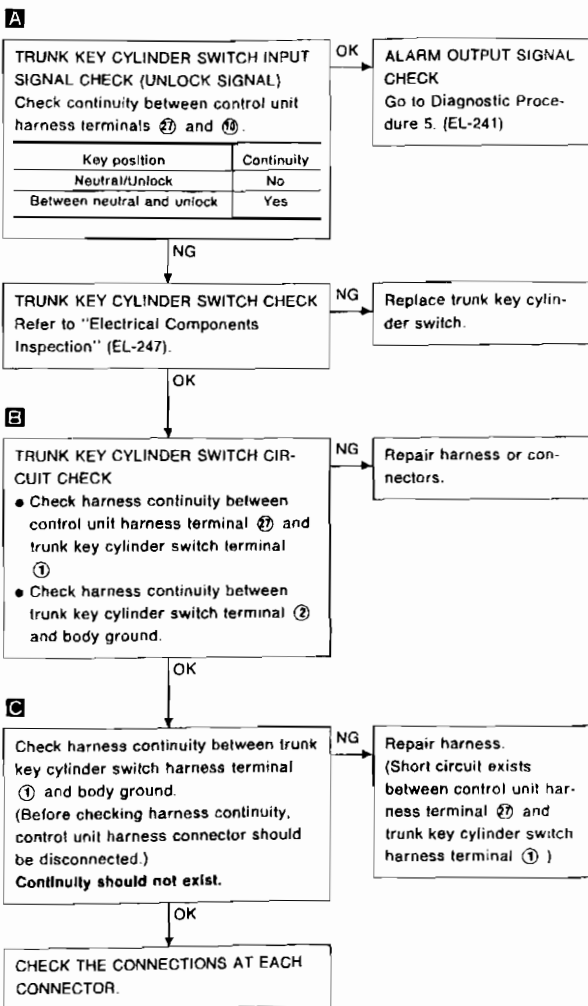 A
TRUNK KEY CYLINDER SWITCH INPUT
SIGNAL CHECK (UNLOCK SIGNAL)
Check continuity between control unit
harness terminals ㉗ and ⑩.
Key position Continuity
Neutral/Unlock No
Between neutral and unlock Yes
OK
ALARM OUTPUT SIGNAL
CHECK
Go to Diagnostic Proce-
dure 5. (EL-241)
NG
TRUNK KEY CYLINDER SWITCH CHECK
Refer to "Electrical Components
Inspection" (EL-247).
NG
Replace trunk key cylin-
der switch.
OK
B
TRUNK KEY CYLINDER SWITCH CIR-
CUIT CHECK
● Check harness continuity between
control unit harness terminal ㉗ and
trunk key cylinder switch terminal
①
● Check harness continuity between
trunk key cylinder switch terminal ②
and body ground.
NG
Repair harness or con-
nectors.
OK
C
Check harness continuity between trunk
key cylinder switch harness terminal
① and body ground.
(Before checking harness continuity,
control unit harness connector should
be disconnected.)
Continuity should not exist.
NG
Repair harness.
(Short circuit exists
between control unit har-
ness terminal ㉗ and
trunk key cylinder switch
harness terminal ① )
OK
CHECK THE CONNECTIONS AT EACH
CONNECTOR.